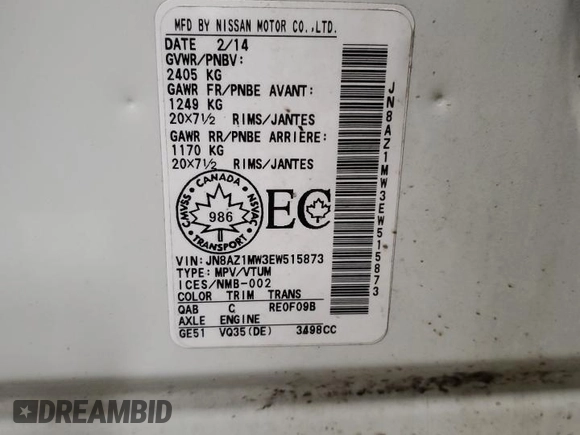 MFD BY NISSAN MOTOR CO.,LTD.
DATE 2/14
GVWR/PNBV:
2405 KG
GAWR FR/PNBE AVANT:
1249 KG
20X7½ RIMS/JANTES
GAWR RR/PNBE ARRIÈRE:
1170 KG
20X7½ RIMS/JANTES
CANADA
CMVSS NSVAC
986
TRANSPORT
EC
VIN:JN8AZ1MW3EW515873
TYPE:MPV/VTUM
ICES/NMB-002
COLOR TRIM TRANS
QAB C RE0F09B
AXLE ENGINE
GE51 VQ35(DE) 3498CC
JN8AZ1MW3EW515873
DREAMBID